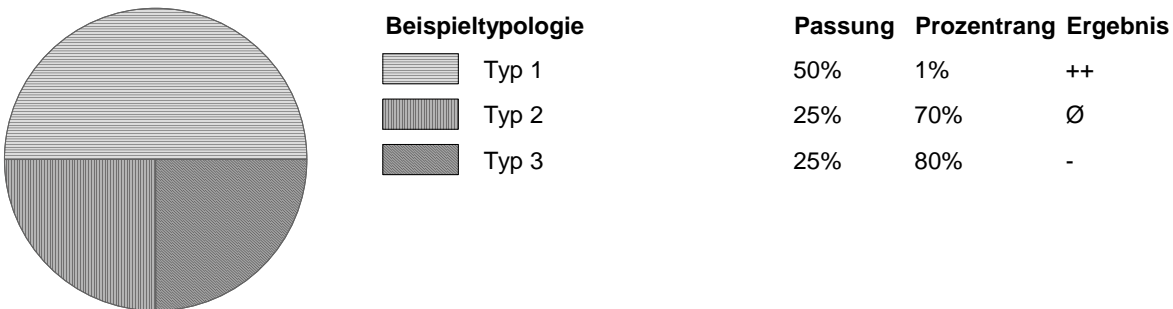 Beispieltypologie Passung Prozentrang Ergebnis
Typ 1 50% 1% ++
Typ 2 25% 70% Ø
Typ 3 25% 80% -